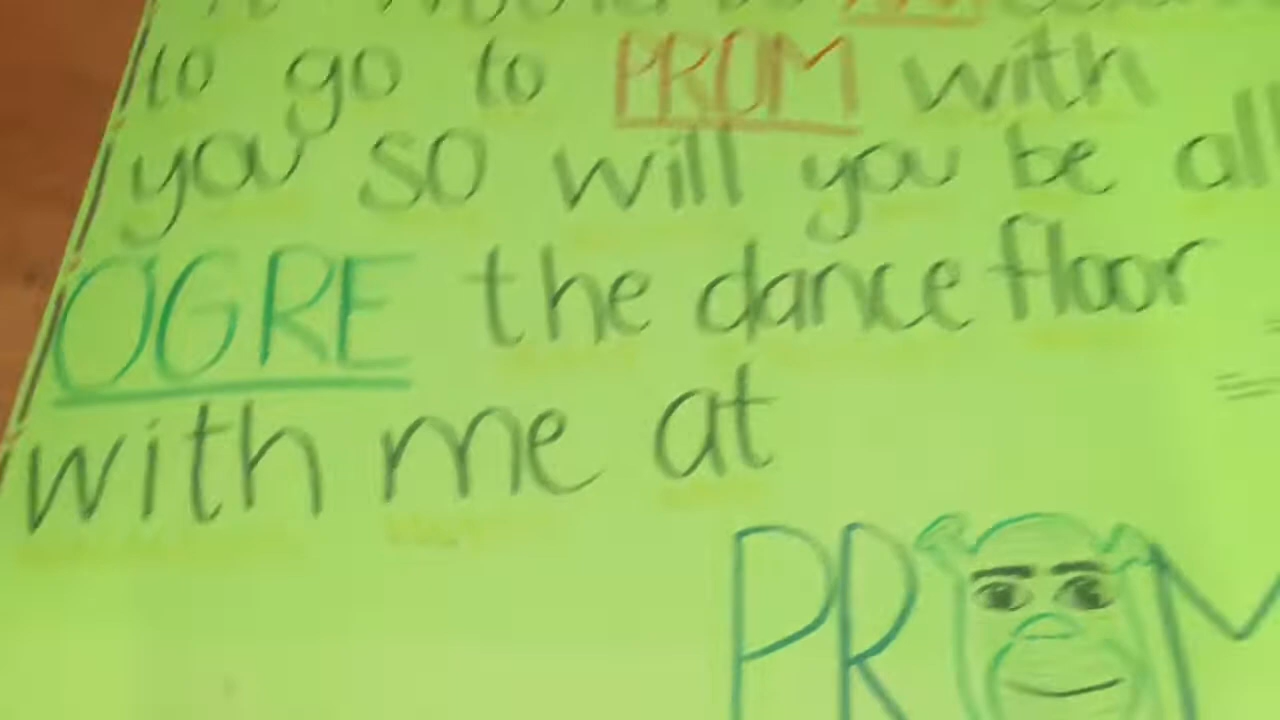 to go to PROM with
you so will you be all
OGRE the dance floor
with me at
PROM